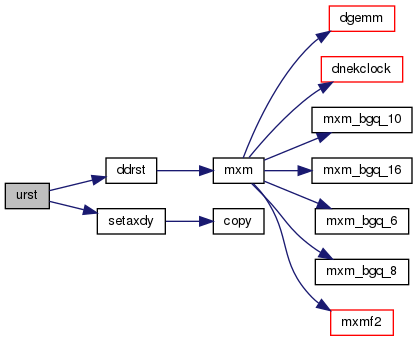 dgemm
dnekclock
mxm_bgq_10
ddrst
mxm
mxm_bgq_16
urst
setaxdy
copy
mxm_bgq_6
mxm_bgq_8
mxmf2